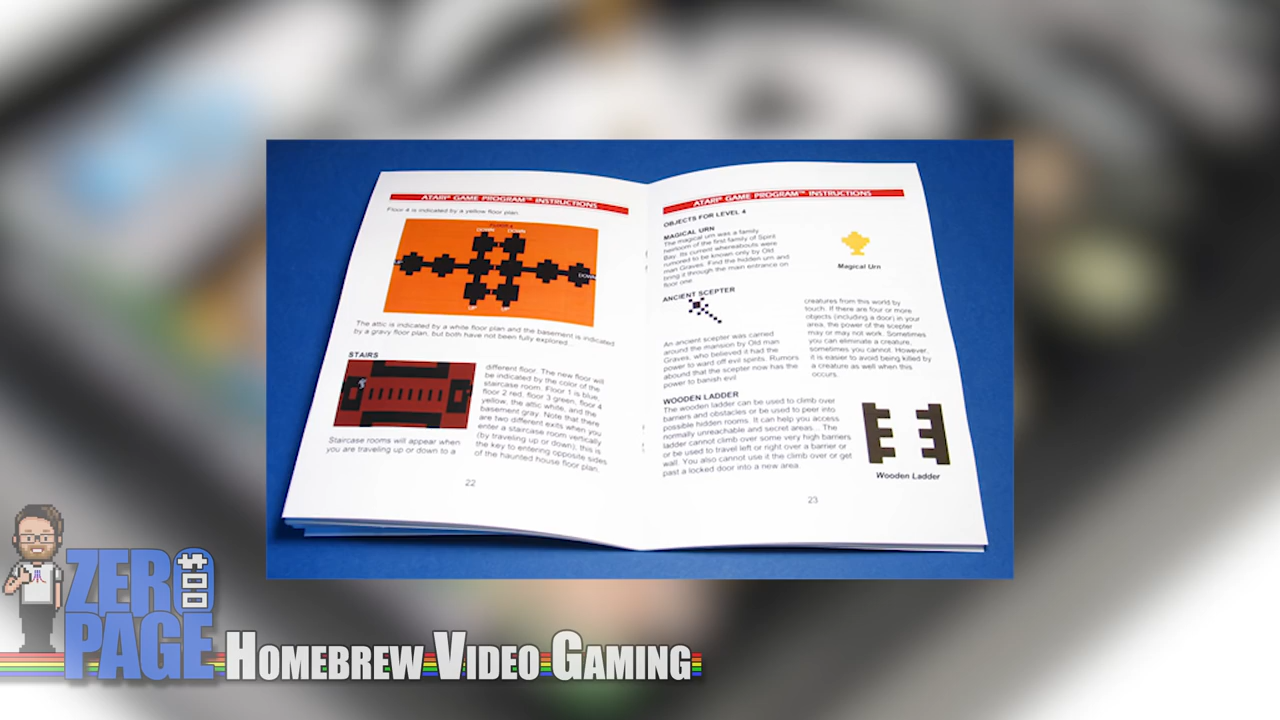 ATARI® GAME PROGRAM™ INSTRUCTIONS
Floor 4 is indicated by a yellow floor plan.
FLOOR 4
DOWN DOWN
UP
DOWN
UP UP
The attic is indicated by a white floor plan and the basement is indicated
by a gravy floor plan, but both have not been fully explored...
STAIRS
Staircase rooms will appear when
you are traveling up or down to a
different floor. The new floor will
be indicated by the color of the
staircase room. Floor 1 is blue,
floor 2 red, floor 3 green, floor 4
yellow, the attic white, and the
basement gray. Note that there
are two different exits when you
enter a staircase room vertically
(by traveling up or down), this is
the key to entering opposite sides
of the haunted house floor plan.
22
ATARI® GAME PROGRAM™ INSTRUCTIONS
OBJECTS FOR LEVEL 4
MAGICAL URN
The magical urn was a family
heirloom of the first family of Spirit
Bay. Its current whereabouts were
rumored to be known only by Old
man Graves. Find the hidden urn and
bring it through the main entrance on
floor one.
Magical Urn
ANCIENT SCEPTER
An ancient scepter was carried
around the mansion by Old man
Graves, who believed it had the
power to ward off evil spirits. Rumors
abound that the scepter now has the
power to banish evil
creatures from this world by
touch. If there are four or more
objects (including a door) in your
area, the power of the scepter
may or may not work. Sometimes
you can eliminate a creature,
sometimes you cannot. However,
it is easier to avoid being killed by
a creature as well when this
occurs.
WOODEN LADDER
The wooden ladder can be used to climb over
barriers and obstacles or be used to peer into
possible hidden rooms. It can help you access
normally unreachable and secret areas... The
ladder cannot climb over some very high barriers
or be used to travel left or right over a barrier or
wall. You also cannot use it the climb over or get
past a locked door into a new area.
Wooden Ladder
23
ZERO
$00
PAGE
HOMEBREW VIDEO GAMING